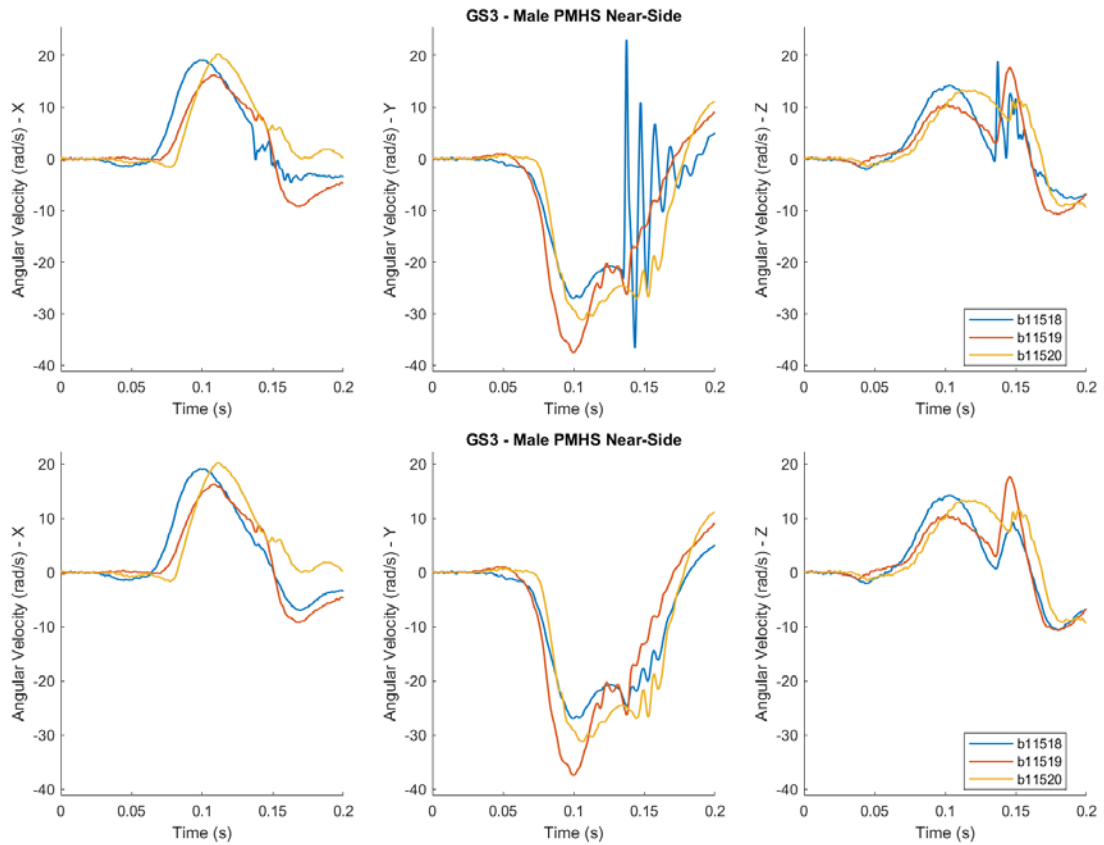 GS3 - Male PMHS Near-Side
Angular Velocity (rad/s) - X
20
10
0
-10
-20
-30
-40
0 0.05 0.1 0.15 0.2
Time (s)
Angular Velocity (rad/s) - Y
20
10
0
-10
-20
-30
-40
0 0.05 0.1 0.15 0.2
Time (s)
Angular Velocity (rad/s) - Z
20
10
0
-10
-20
-30
-40
0 0.05 0.1 0.15 0.2
Time (s)
b11518
b11519
b11520
GS3 - Male PMHS Near-Side
Angular Velocity (rad/s) - X
20
10
0
-10
-20
-30
-40
0 0.05 0.1 0.15 0.2
Time (s)
Angular Velocity (rad/s) - Y
20
10
0
-10
-20
-30
-40
0 0.05 0.1 0.15 0.2
Time (s)
Angular Velocity (rad/s) - Z
20
10
0
-10
-20
-30
-40
0 0.05 0.1 0.15 0.2
Time (s)
b11518
b11519
b11520